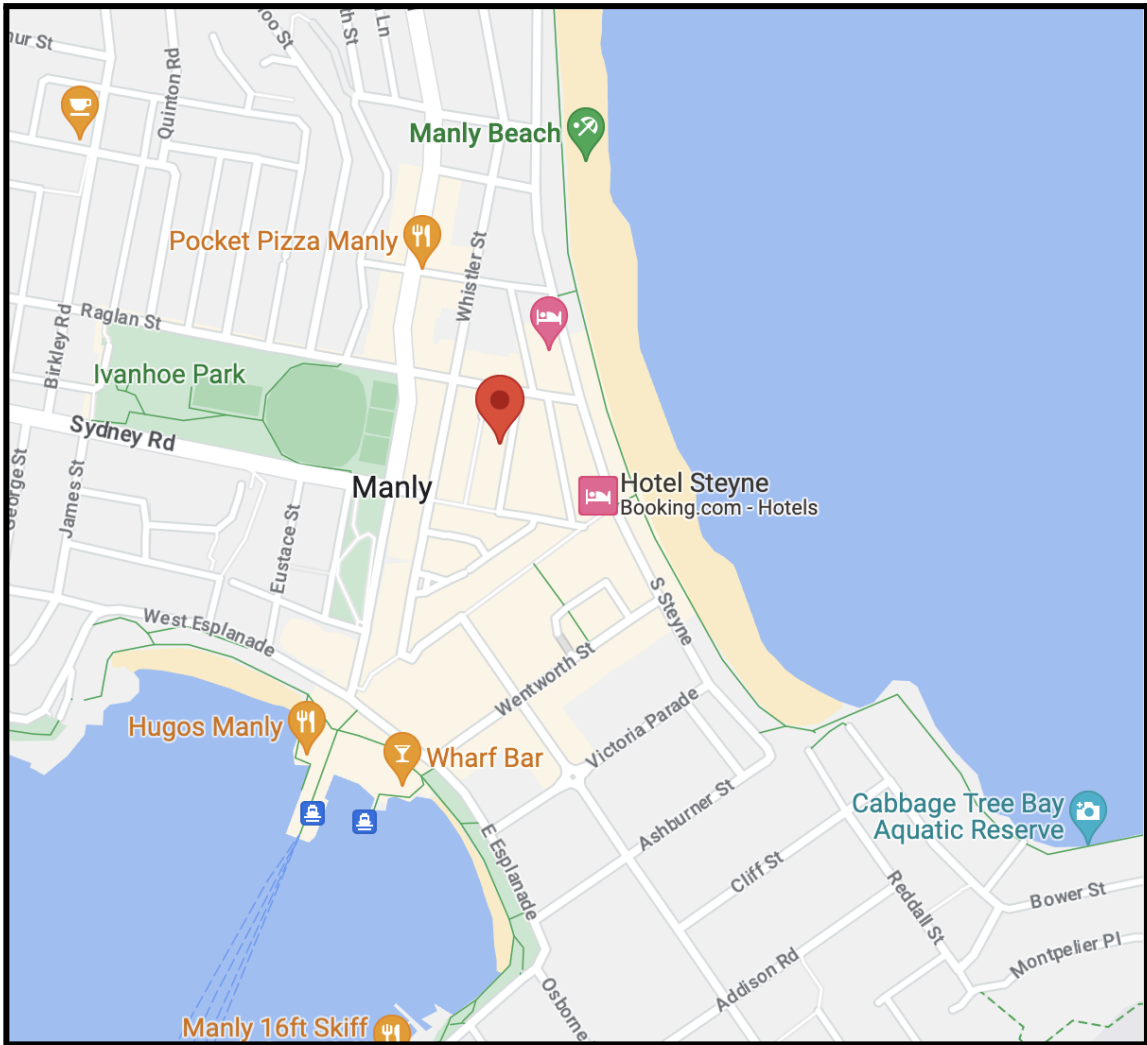 Quinton Rd
Manly Beach
Pocket Pizza Manly
Whistler St
Raglan St
Birkley Rd
Ivanhoe Park
Sydney Rd
Manly
Hotel Steyne
Booking.com - Hotels
George St
James St
Eustace St
S Steyne
West Esplanade
Wentworth St
Hugos Manly
Victoria Parade
Wharf Bar
Ashburner St
Cabbage Tree Bay
Aquatic Reserve
E Esplanade
Cliff St
Reddall St
Bower St
Montpelier Pl
Addison Rd
Osborne
Manly 16ft Skiff